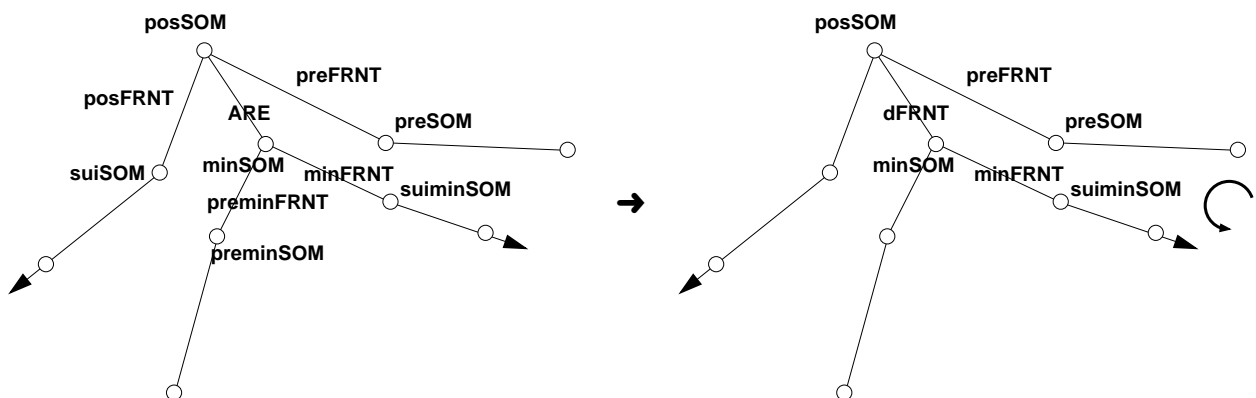 posSOM
preFRNT
posFRNT
ARE
preSOM
suiSOM
minSOM
minFRNT
suiminSOM
preminFRNT
preminSOM
posSOM
preFRNT
dFRNT
preSOM
minSOM
minFRNT
suiminSOM